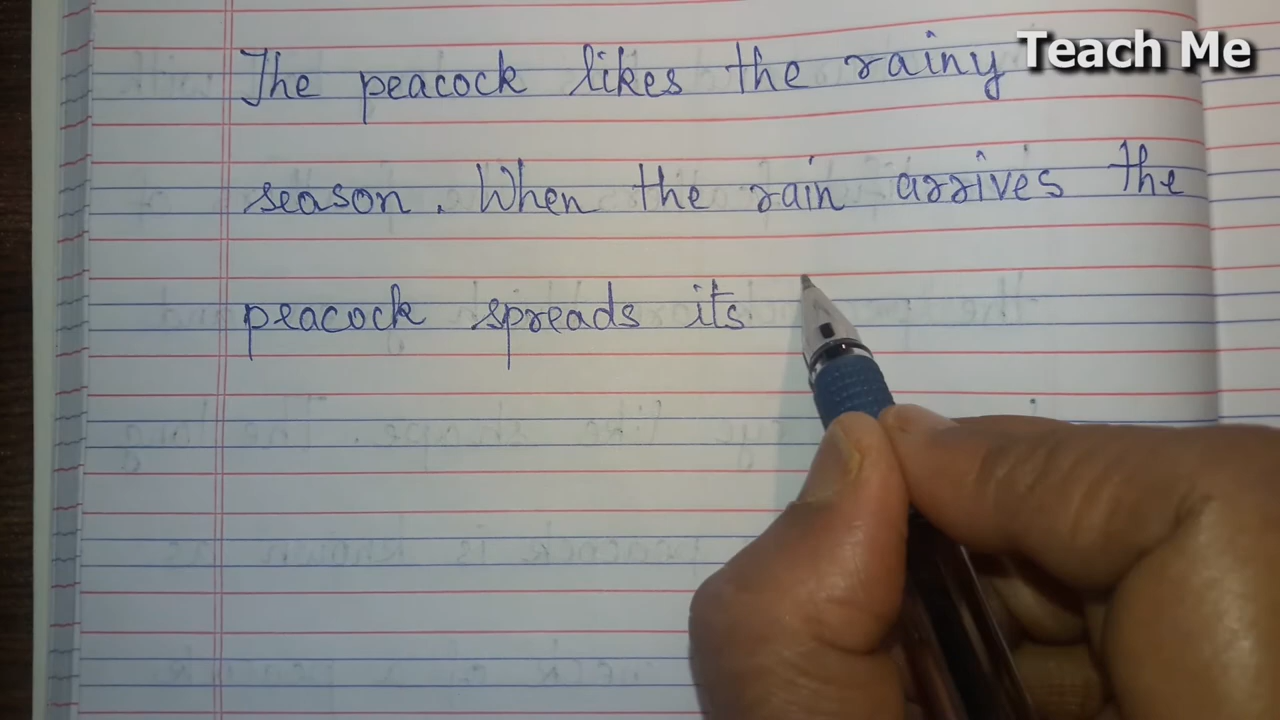 The peacock likes the rainy
Teach Me
season. When the rain arrives the
peacock spreads its